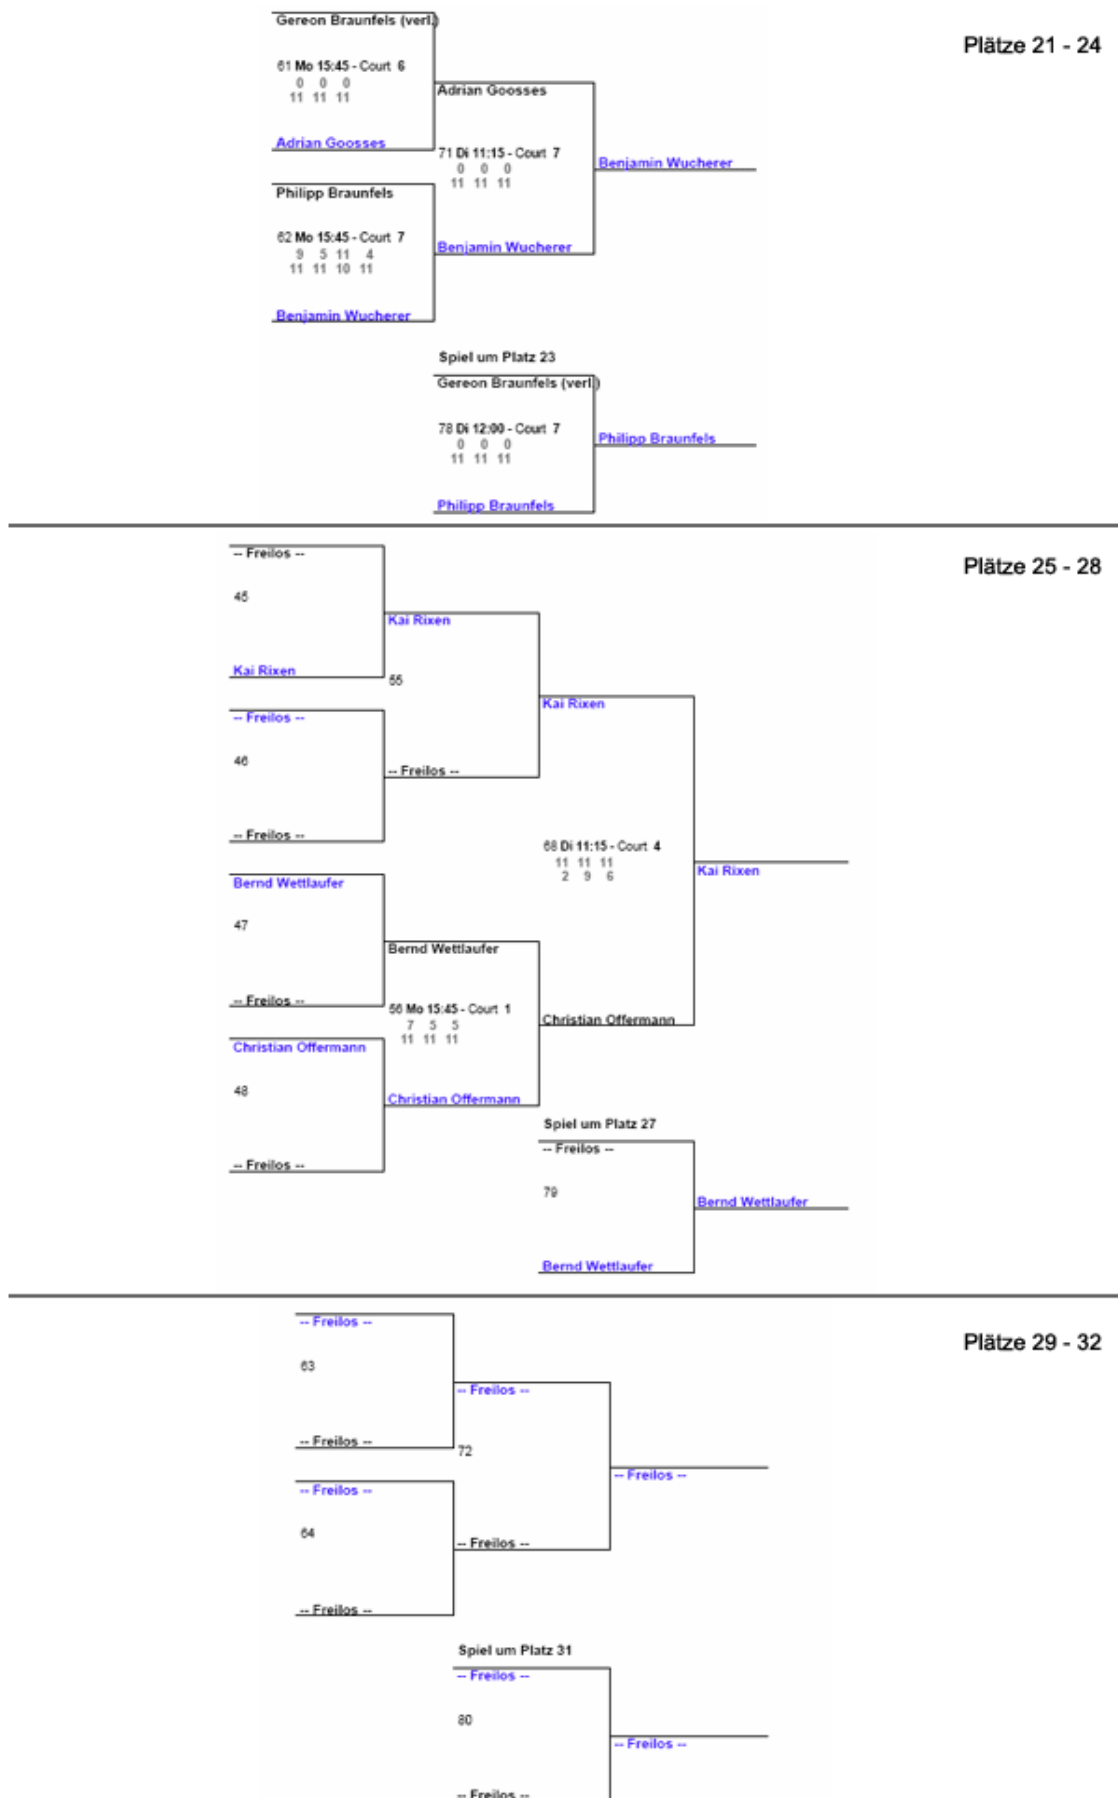 Gereon Braunfels (verl.)
Plätze 21 - 24
61 Mo 15:45 - Court 6
0 0 0
11 11 11
Adrian Goosses
Adrian Goosses
71 Di 11:15 - Court 7
0 0 0
11 11 11
Benjamin Wucherer
Philipp Braunfels
62 Mo 15:45 - Court 7
9 5 11 4
11 11 10 11
Benjamin Wucherer
Benjamin Wucherer
Spiel um Platz 23
Gereon Braunfels (verl.)
78 Di 12:00 - Court 7
0 0 0
11 11 11
Philipp Braunfels
Philipp Braunfels
-- Freilos --
Plätze 25 - 28
45
Kai Rixen
Kai Rixen
55
Kai Rixen
-- Freilos --
46
-- Freilos --
-- Freilos --
68 Di 11:15 - Court 4
11 11 11
2 9 6
Kai Rixen
Bernd Wettlaufer
47
Bernd Wettlaufer
-- Freilos --
56 Mo 15:45 - Court 1
7 5 5
11 11 11
Christian Offermann
Christian Offermann
48
Christian Offermann
-- Freilos --
Spiel um Platz 27
-- Freilos --
79
Bernd Wettlaufer
Bernd Wettlaufer
-- Freilos --
Plätze 29 - 32
63
-- Freilos --
-- Freilos --
72
-- Freilos --
-- Freilos --
64
-- Freilos --
-- Freilos --
Spiel um Platz 31
-- Freilos --
80
-- Freilos --
-- Freilos --